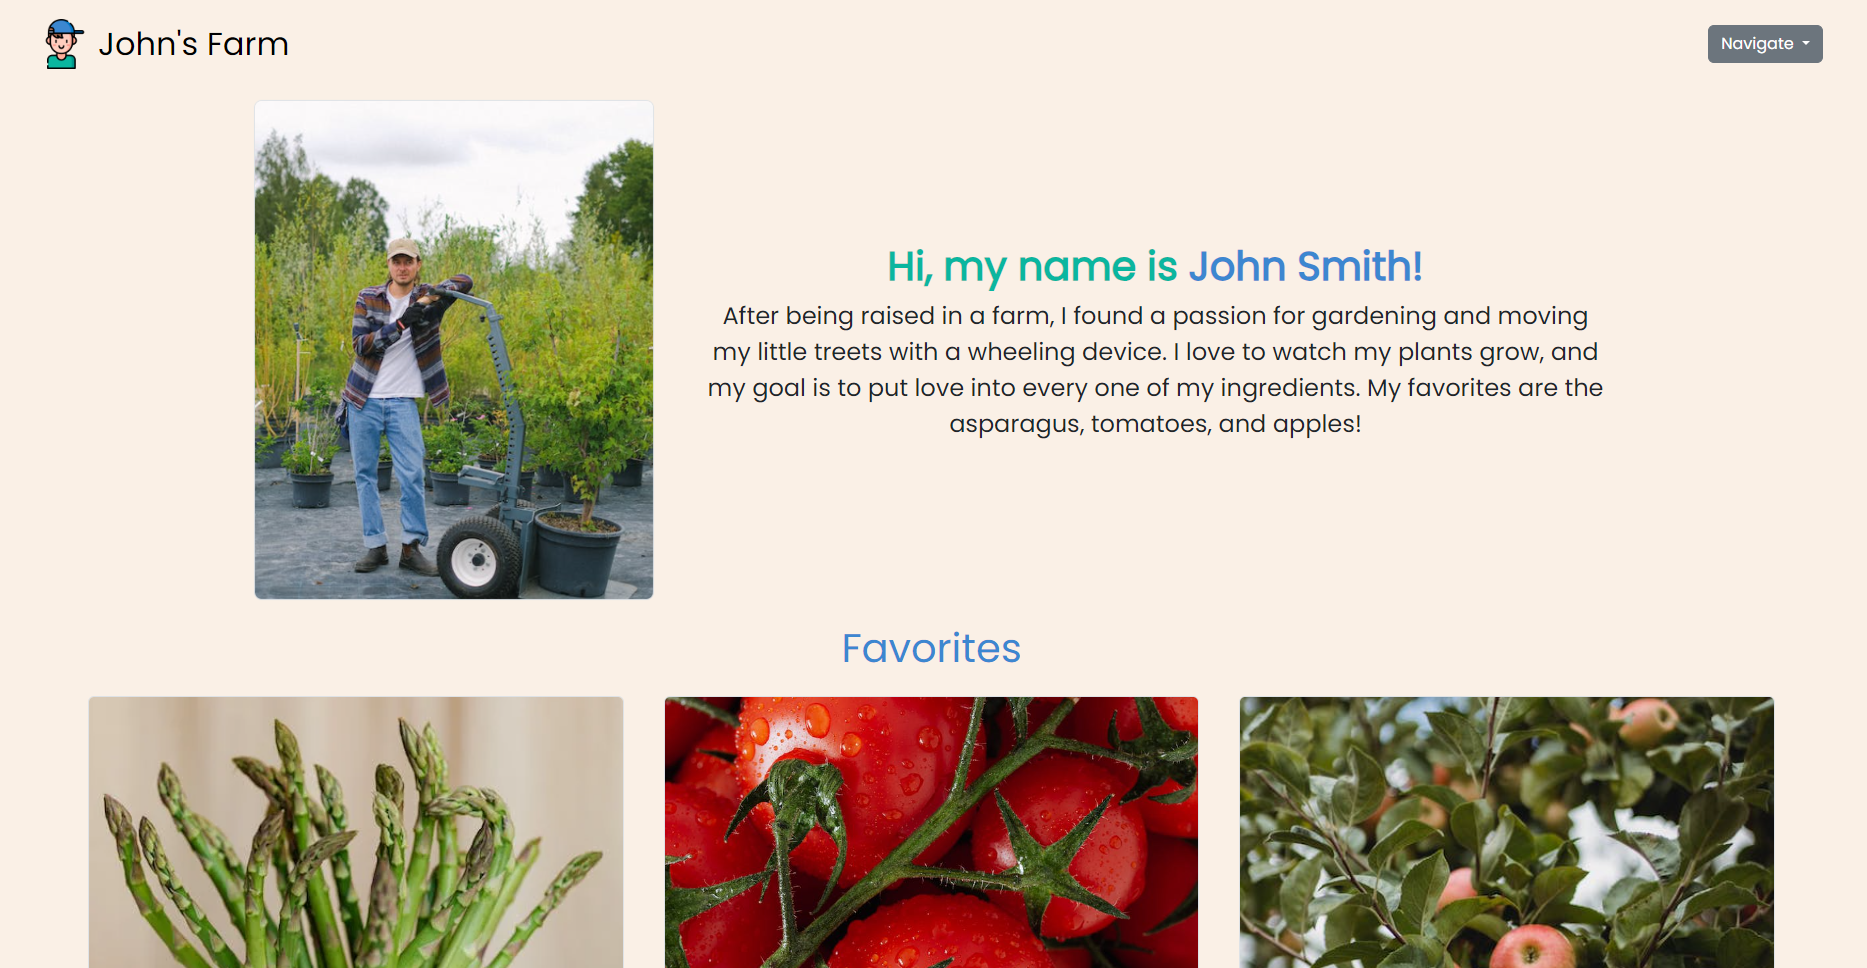 John's Farm
Navigate
Hi, my name is John Smith!
After being raised in a farm, I found a passion for gardening and moving
my little treets with a wheeling device. I love to watch my plants grow, and
my goal is to put love into every one of my ingredients. My favorites are the
asparagus, tomatoes, and apples!
Favorites